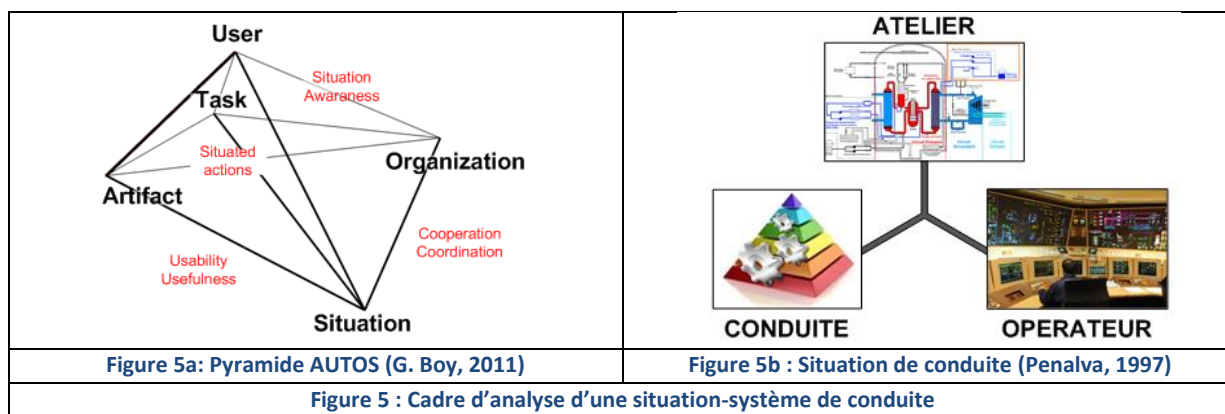 User
Situation
Awaraness
Task
Situated
actions
Organization
Artifact
Cooperation
Coordination
Usability
Usefulness
Situation
Figure 5a: Pyramide AUTOS (G. Boy, 2011)
ATELIER
CONDUITE
OPERATEUR
Figure 5b : Situation de conduite (Penalva, 1997)
Figure 5 : Cadre d’analyse d’une situation-système de conduite